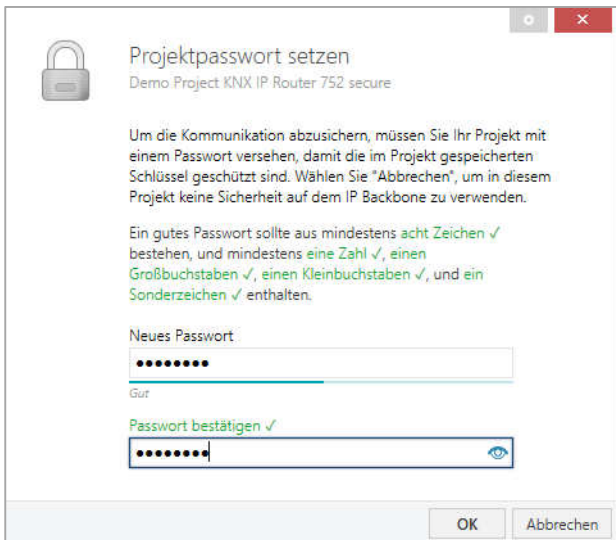 Projektpasswort setzen
Demo Project KNX IP Router 752 secure
Um die Kommunikation abzusichern, müssen Sie Ihr Projekt mit
einem Passwort versehen, damit die im Projekt gespeicherten
Schlüssel geschützt sind. Wählen Sie "Abbrechen", um in diesem
Projekt keine Sicherheit auf dem IP Backbone zu verwenden.
Ein gutes Passwort sollte aus mindestens acht Zeichen ✓
bestehen, und mindestens eine Zahl ✓, einen
Großbuchstaben ✓, einen Kleinbuchstaben ✓, und ein
Sonderzeichen ✓ enthalten.
Neues Passwort
••••••••
Gut
Passwort bestätigen ✓
••••••••
OK Abbrechen